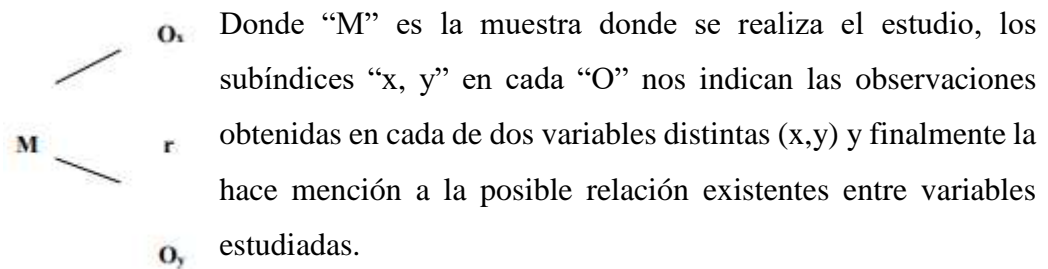 Ox
M
r
Oy
Donde “M” es la muestra donde se realiza el estudio, los
subíndices “x, y” en cada “O” nos indican las observaciones
obtenidas en cada de dos variables distintas (x,y) y finalmente la
hace mención a la posible relación existentes entre variables
estudiadas.